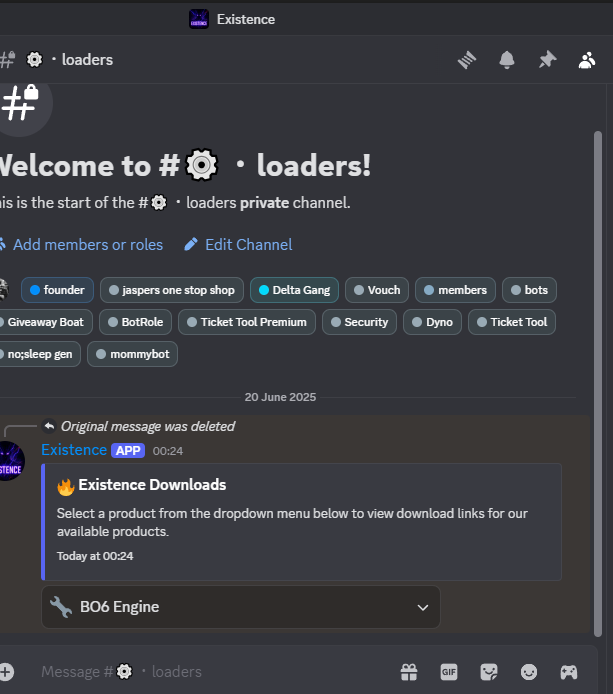 Existence
# ⚙️・loaders
Welcome to #⚙️・loaders!
his is the start of the #⚙️・loaders private channel.
Add members or roles
Edit Channel
founder
jaspers one stop shop
Delta Gang
Vouch
members
bots
Giveaway Boat
BotRole
Ticket Tool Premium
Security
Dyno
Ticket Tool
no;sleep gen
mommybot
20 June 2025
Original message was deleted
Existence APP 00:24
🔥 Existence Downloads
Select a product from the dropdown menu below to view download links for our
available products.
Today at 00:24
🔧 BO6 Engine
Message #⚙️・loaders
GIF